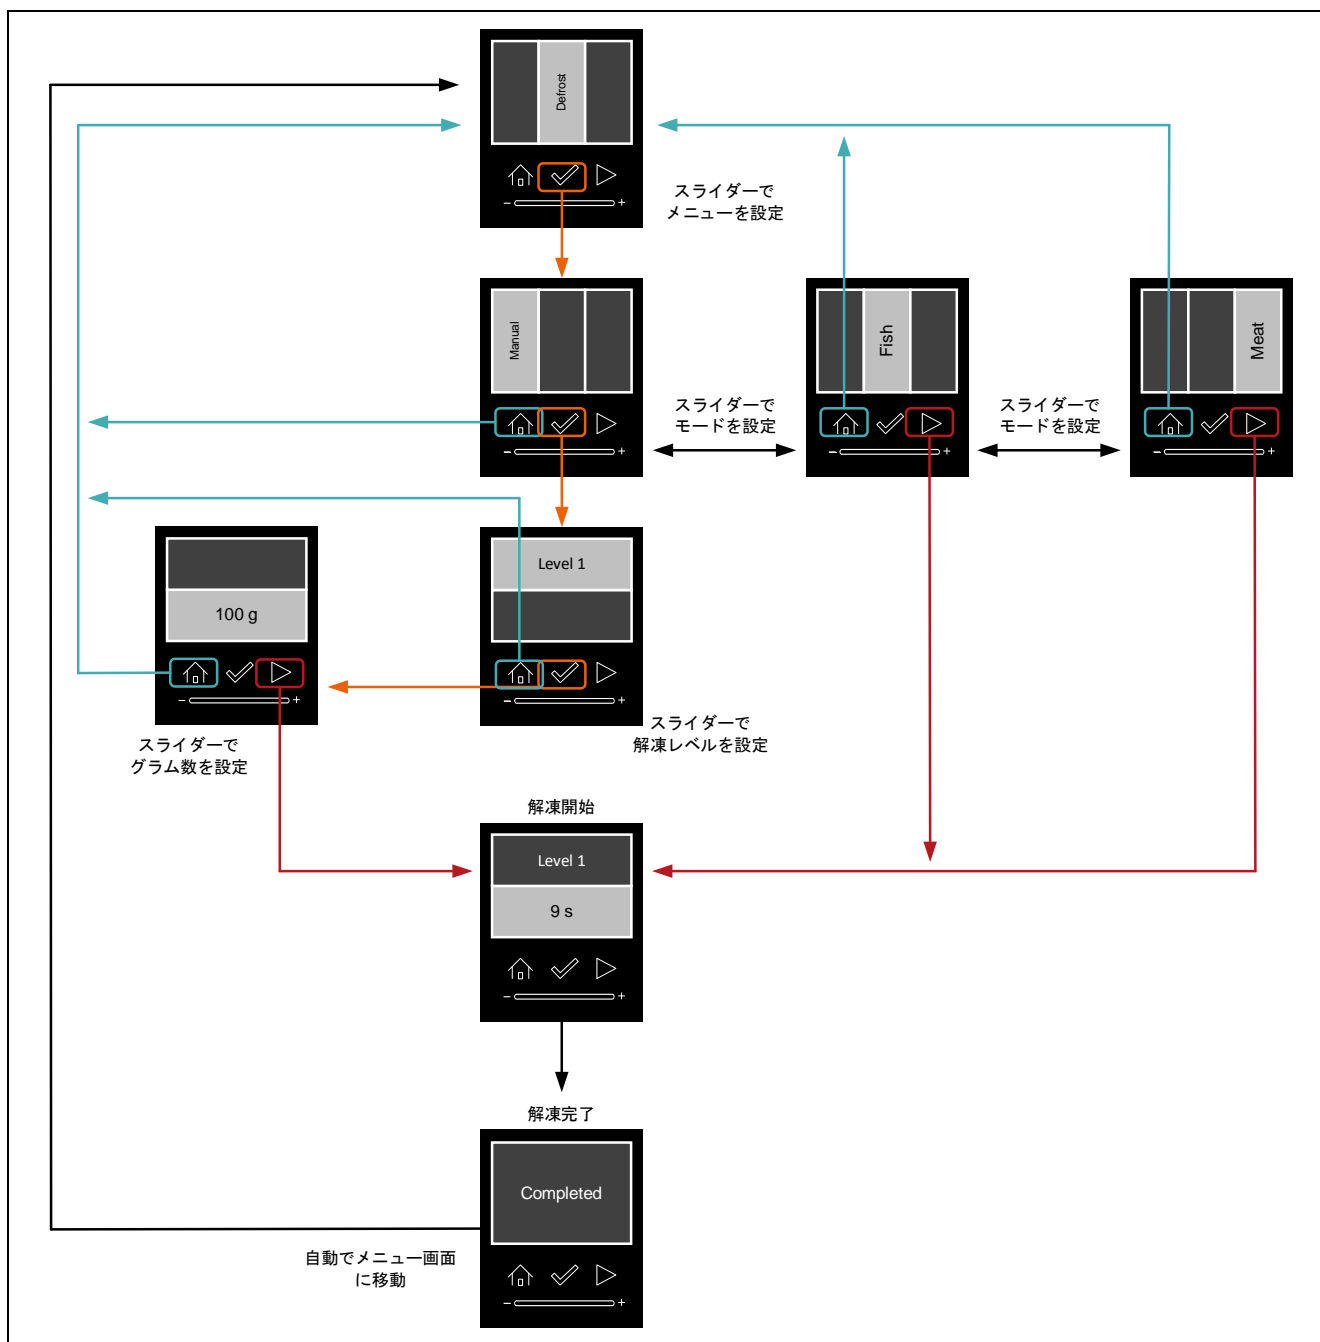 Defrost
スライダーで
メニューを設定
Manual
Fish
Meat
スライダーで
モードを設定
スライダーで
モードを設定
- +
- +
- +
- +
100 g
Level 1
- +
- +
スライダーで
グラム数を設定
スライダーで
解凍レベルを設定
解凍開始
Level 1
9 s
- +
解凍完了
Completed
自動でメニュー画面
に移動
- +